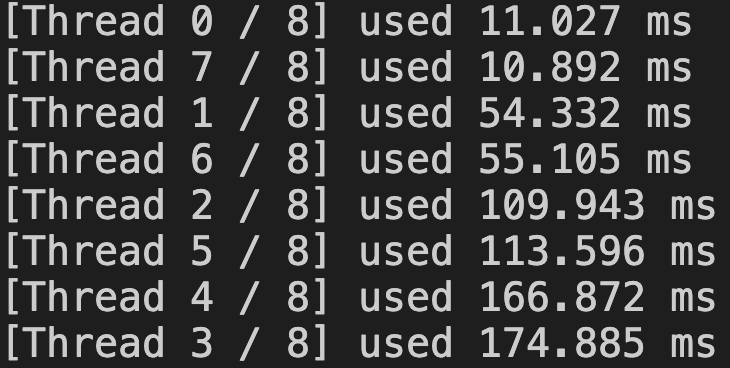 [Thread 0 / 8] used 11.027 ms
[Thread 7 / 8] used 10.892 ms
[Thread 1 / 8] used 54.332 ms
[Thread 6 / 8] used 55.105 ms
[Thread 2 / 8] used 109.943 ms
[Thread 5 / 8] used 113.596 ms
[Thread 4 / 8] used 166.872 ms
[Thread 3 / 8] used 174.885 ms